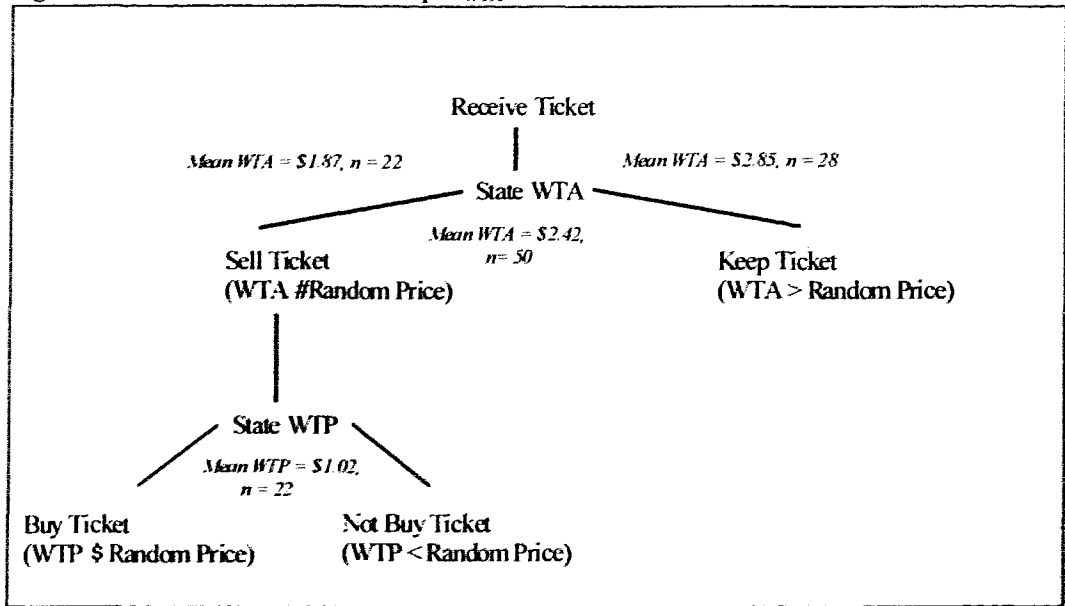 Receive Ticket
Mean WTA = $1.87, n = 22
Mean WTA = $2.85, n = 28
State WTA
Mean WTA = $2.42,
n= 50
Sell Ticket
(WTA #Random Price)
Keep Ticket
(WTA > Random Price)
State WTP
Mean WTP = $1.02,
n = 22
Buy Ticket
(WTP $ Random Price)
Not Buy Ticket
(WTP < Random Price)